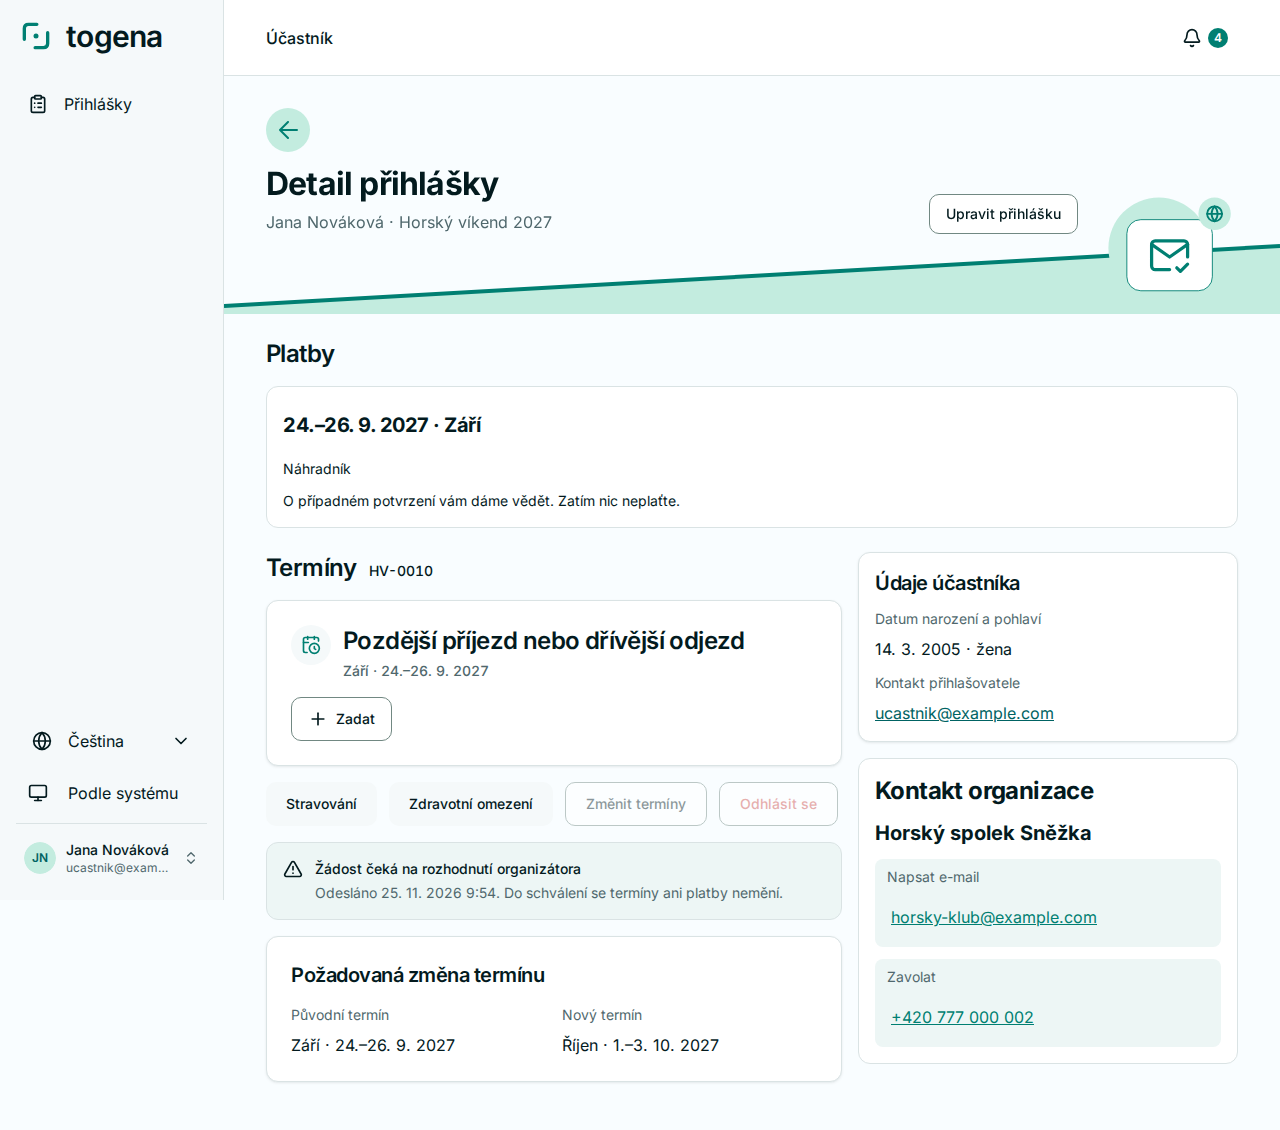 togena
Účastník
4
Přihlášky
Detail přihlášky
Jana Nováková · Horský víkend 2027
Upravit přihlášku
Platby
24.–26. 9. 2027 · Září
Náhradník
O případném potvrzení vám dáme vědět. Zatím nic neplaťte.
Termíny HV-0010
Pozdější příjezd nebo dřívější odjezd
Září · 24.–26. 9. 2027
Zadat
Stravování
Zdravotní omezení
Změnit termíny
Odhlásit se
Žádost čeká na rozhodnutí organizátora
Odesláno 25. 11. 2026 9:54. Do schválení se termíny ani platby nemění.
Požadovaná změna termínu
Původní termín
Září · 24.–26. 9. 2027
Nový termín
Říjen · 1.–3. 10. 2027
Údaje účastníka
Datum narození a pohlaví
14. 3. 2005 · žena
Kontakt přihlašovatele
ucastnik@example.com
Kontakt organizace
Horský spolek Sněžka
Napsat e-mail
horsky-klub@example.com
Zavolat
+420 777 000 002
Čeština
Podle systému
JN
Jana Nováková
ucastnik@exam...